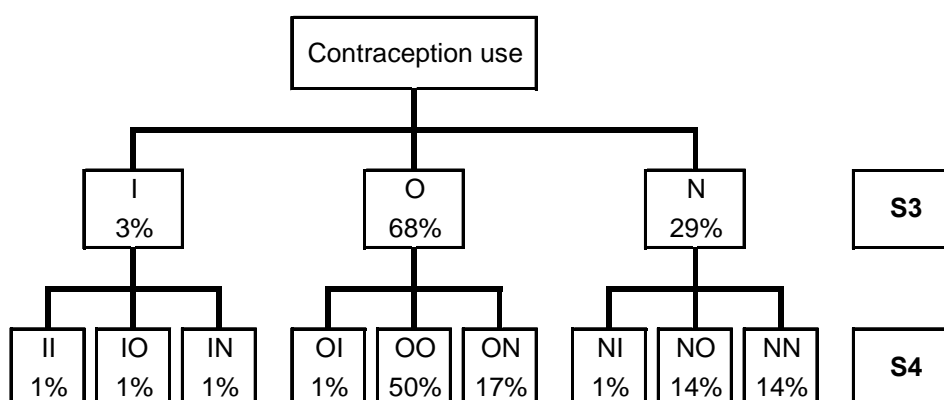 Contraception use
I
3%
O
68%
N
29%
S3
II
1%
IO
1%
IN
1%
OI
1%
OO
50%
ON
17%
NI
1%
NO
14%
NN
14%
S4